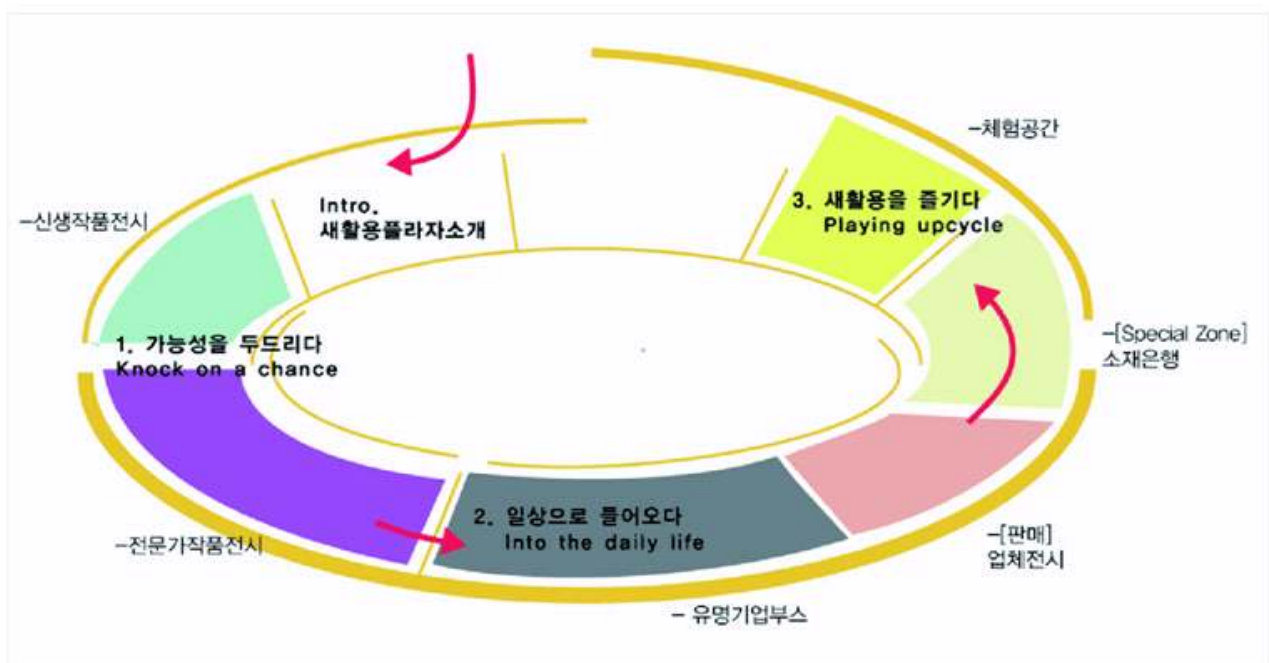 -체험공간
3. 새활용을 즐기다
Playing upcycle
Intro.
새활용플라자소개
-신생작품전시
-[Special Zone]
소재은행
1. 가능성을 두드리다
Knock on a chance
2. 일상으로 들어오다
Into the daily life
-전문가작품전시
-[판매]
업체전시
- 유명기업부스